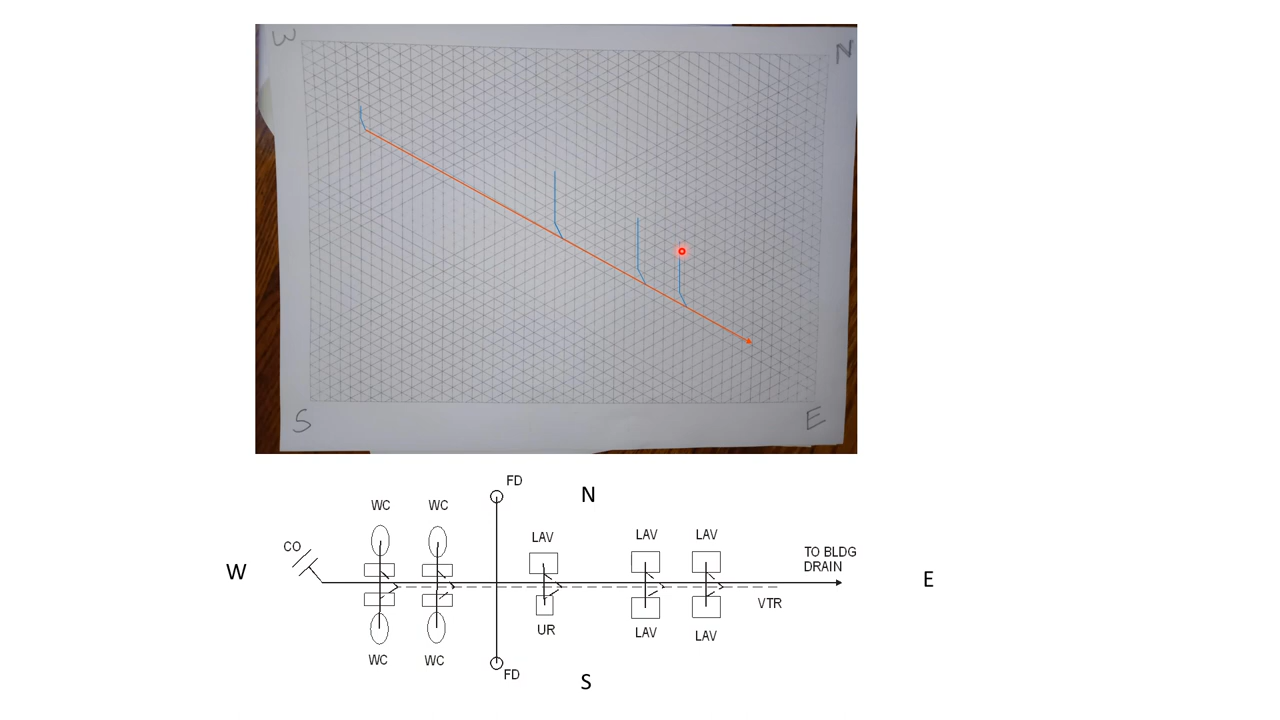 W
N
S
E
FD
N
WC
WC
CO
LAV
LAV
LAV
W
TO BLDG
DRAIN
E
VTR
UR
LAV
LAV
WC
WC
FD
S